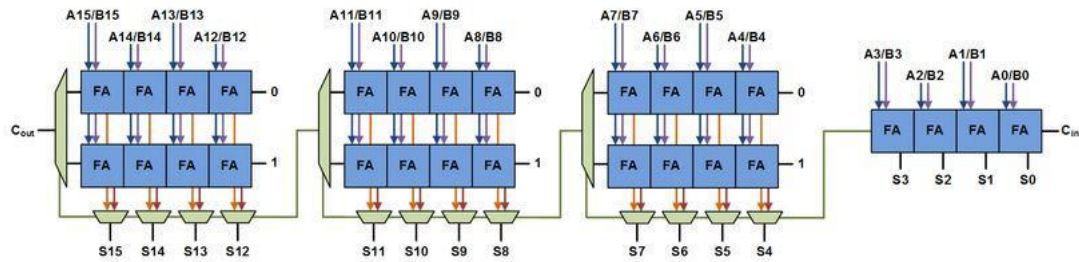 A15/B15 A13/B13 A11/B11 A9/B9 A7/B7 A5/B5
A14/B14 A12/B12 A10/B10 A8/B8 A6/B6 A4/B4
A3/B3 A1/B1
A2/B2 A0/B0
FA FA FA FA 0 FA FA FA FA 0 FA FA FA FA 0
Cout FA FA FA FA Cin
FA FA FA FA 1 FA FA FA FA 1 FA FA FA FA 1
S3 S2 S1 S0
S15 S14 S13 S12 S11 S10 S9 S8 S7 S6 S5 S4